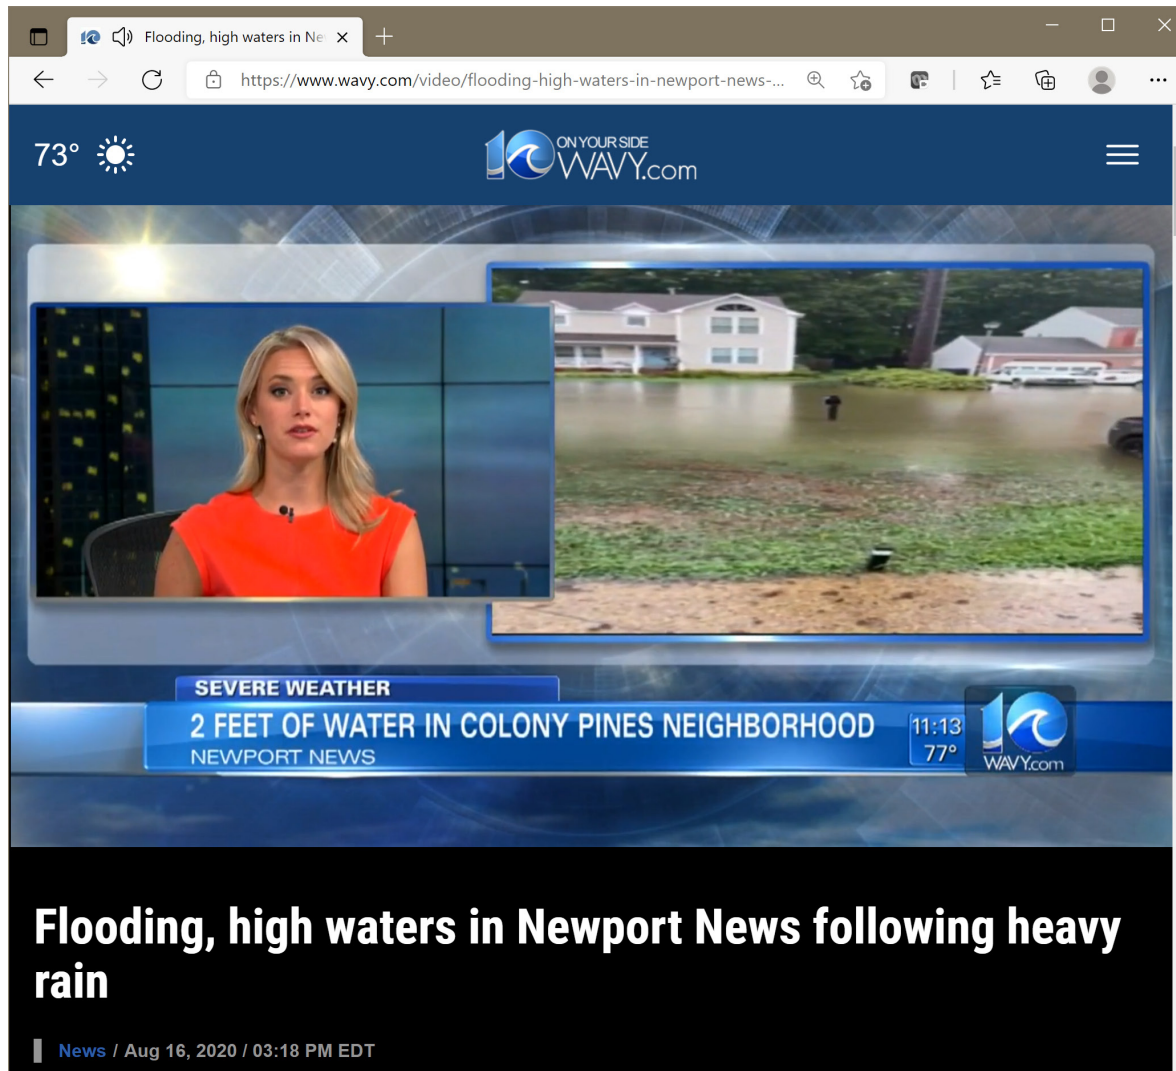 Flooding, high waters in Ne
https://www.wavy.com/video/flooding-high-waters-in-newport-news-...
73°
10 ON YOUR SIDE
WAVY.com
SEVERE WEATHER
2 FEET OF WATER IN COLONY PINES NEIGHBORHOOD
NEWPORT NEWS
11:13
77°
10
WAVY.com
Flooding, high waters in Newport News following heavy
rain
News / Aug 16, 2020 / 03:18 PM EDT